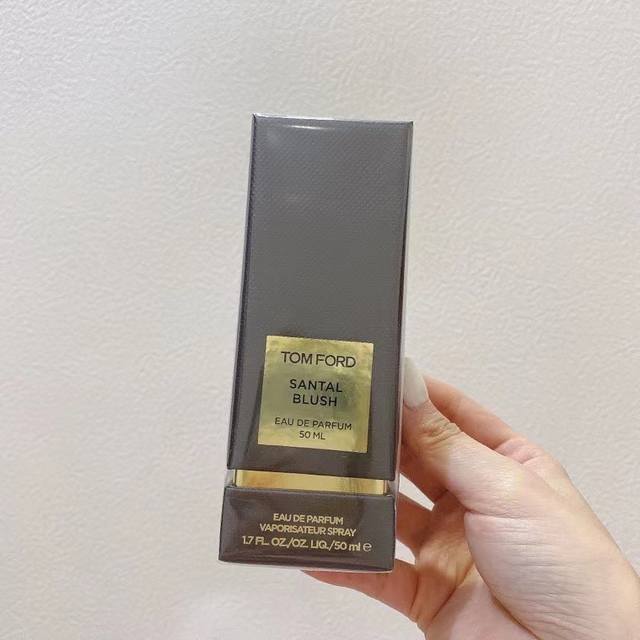 TOM FORD
SANTAL
BLUSH
EAU DE PARFUM
50 ML
EAU DE PARFUM
VAPORISATEUR SPRAY
1.7 FL. OZ./OZ. LIQ./50 ml ℮